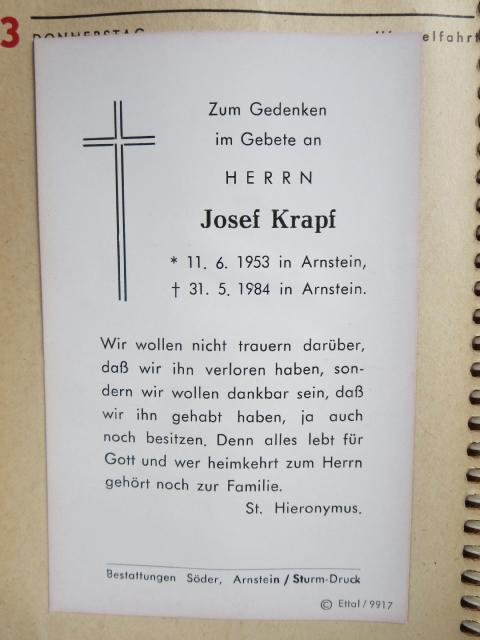 3 DONNERSTAG
Zum Gedenken
im Gebete an
HERRN
Josef Krapf
* 11. 6. 1953 in Arnstein,
† 31. 5. 1984 in Arnstein.
Wir wollen nicht trauern darüber,
daß wir ihn verloren haben, son-
dern wir wollen dankbar sein, daß
wir ihn gehabt haben, ja auch
noch besitzen. Denn alles lebt für
Gott und wer heimkehrt zum Herrn
gehört noch zur Familie.
St. Hieronymus.
Bestattungen Söder, Arnstein / Sturm-Druck
© Ettal / 9917